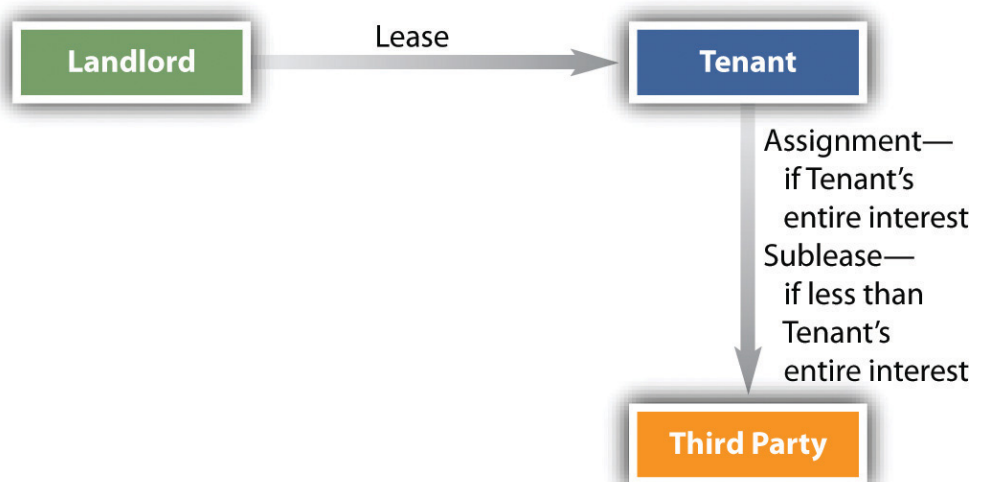 Landlord
Lease
Tenant
Assignment—
if Tenant’s
entire interest
Sublease—
if less than
Tenant’s
entire interest
Third Party